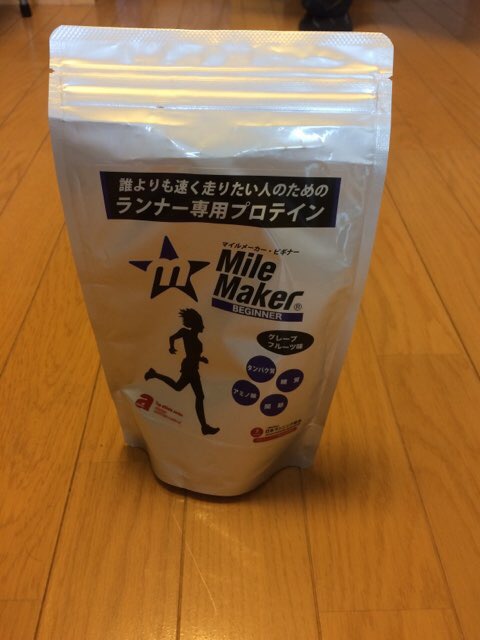 誰よりも速く走りたい人のための
ランナー専用プロテイン
マイルメーカー・ビギナー
Mile
Maker®
BEGINNER
グレープ
フルーツ味
タンパク質
糖質
アミノ酸
a